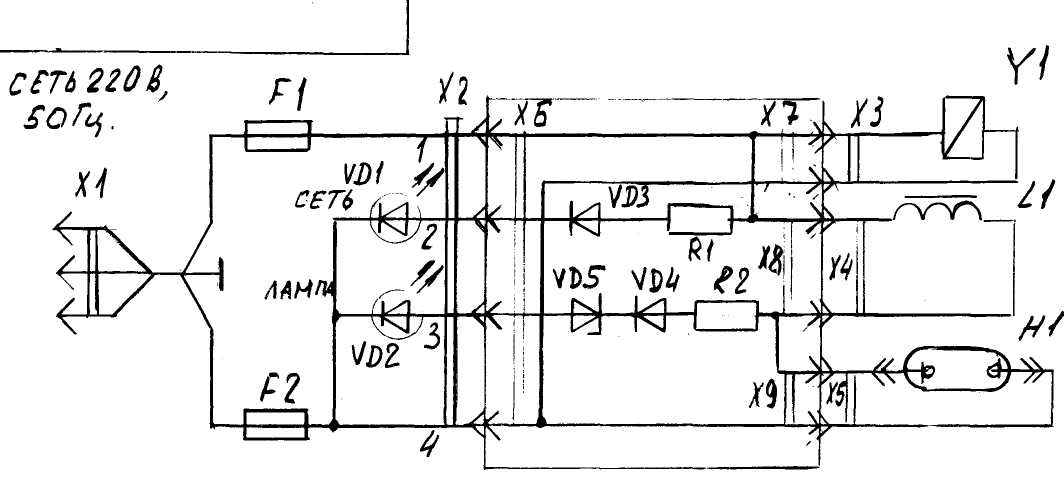 СЕТЬ 220 В,
50 Гц.
F1
X2
X6
X7
X3
Y1
1
X1
VD1
СЕТЬ
VD3
L1
2
R1
X8
X4
ЛАМПА
VD5
VD4
R2
3
VD2
H1
F2
X9
X5
4